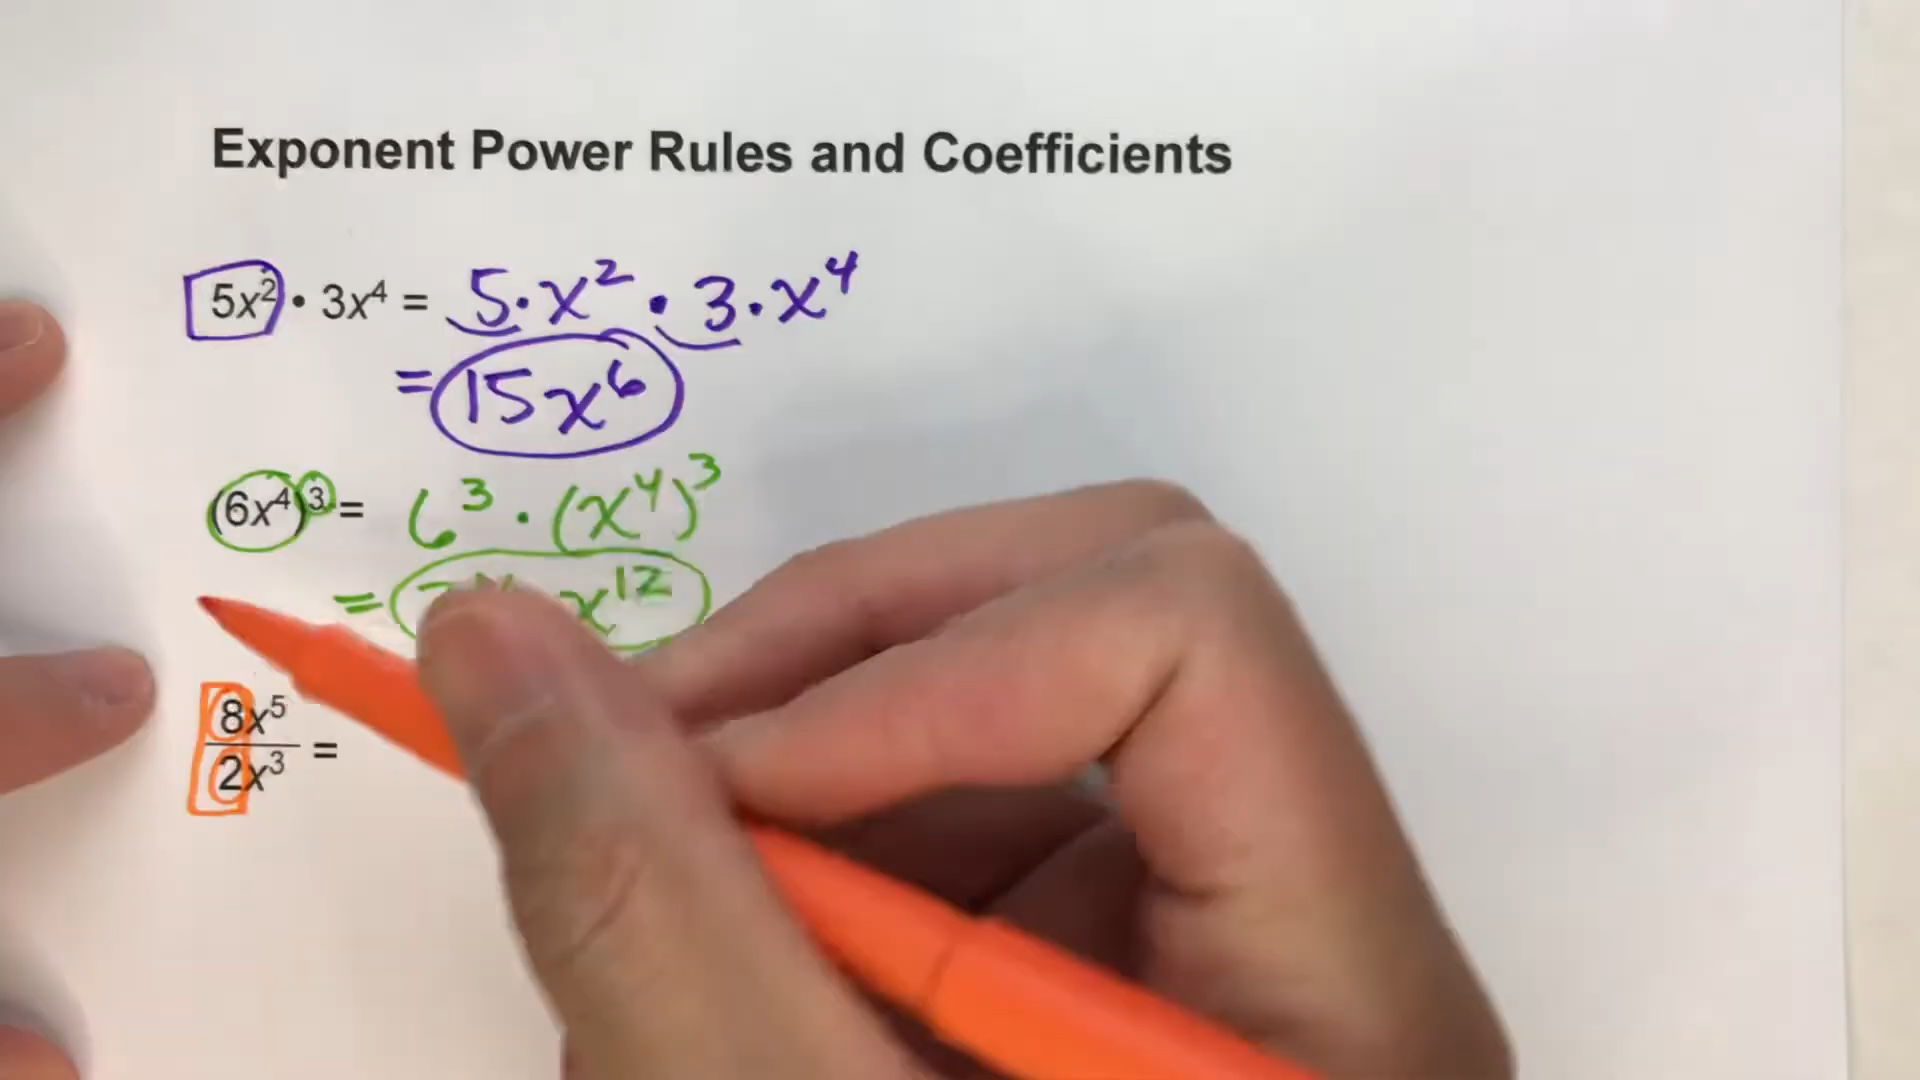 Exponent Power Rules and Coefficients
5x² • 3x⁴ = 5·x² · 3·x⁴
= 15x⁶
(6x⁴)³ = 6³ · (x⁴)³
= x¹²
8x⁵
2x³ =